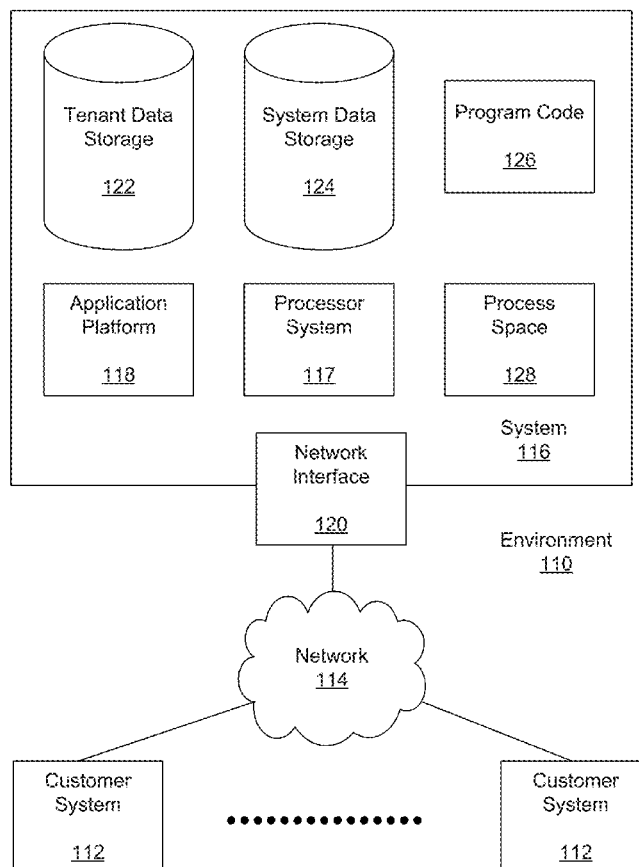 Tenant Data
Storage
122
System Data
Storage
124
Program Code
126
Application
Platform
118
Processor
System
117
Process
Space
128
System
116
Network
Interface
120
Environment
110
Network
114
Customer
System
112
Customer
System
112